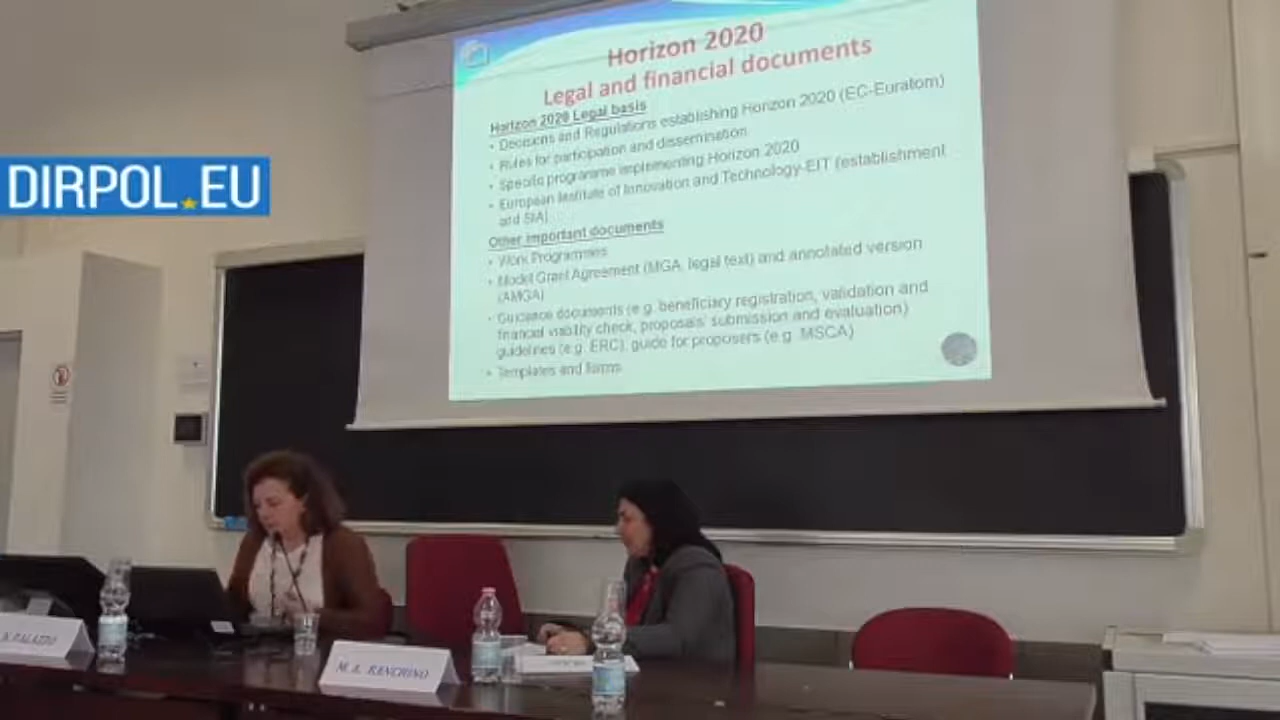 Horizon 2020
Legal and financial documents
Horizon 2020 Legal basis
• Decisions and Regulations establishing Horizon 2020 (EC-Euratom)
• Rules for participation and dissemination
• Specific programme implementing Horizon 2020
• European Institute of Innovation and Technology-EIT (establishment
and SIA)
Other important documents
• Work Programmes
• Model Grant Agreement (MGA, legal text) and annotated version
(AMGA)
• Guidance documents (e.g. beneficiary registration, validation and
financial viability check, proposals' submission and evaluation)
guidelines (e.g. ERC), guide for proposers (e.g. MSCA)
• Templates and forms
DIRPOL.EU
N. PALAZZO
M. A. RANCHINO